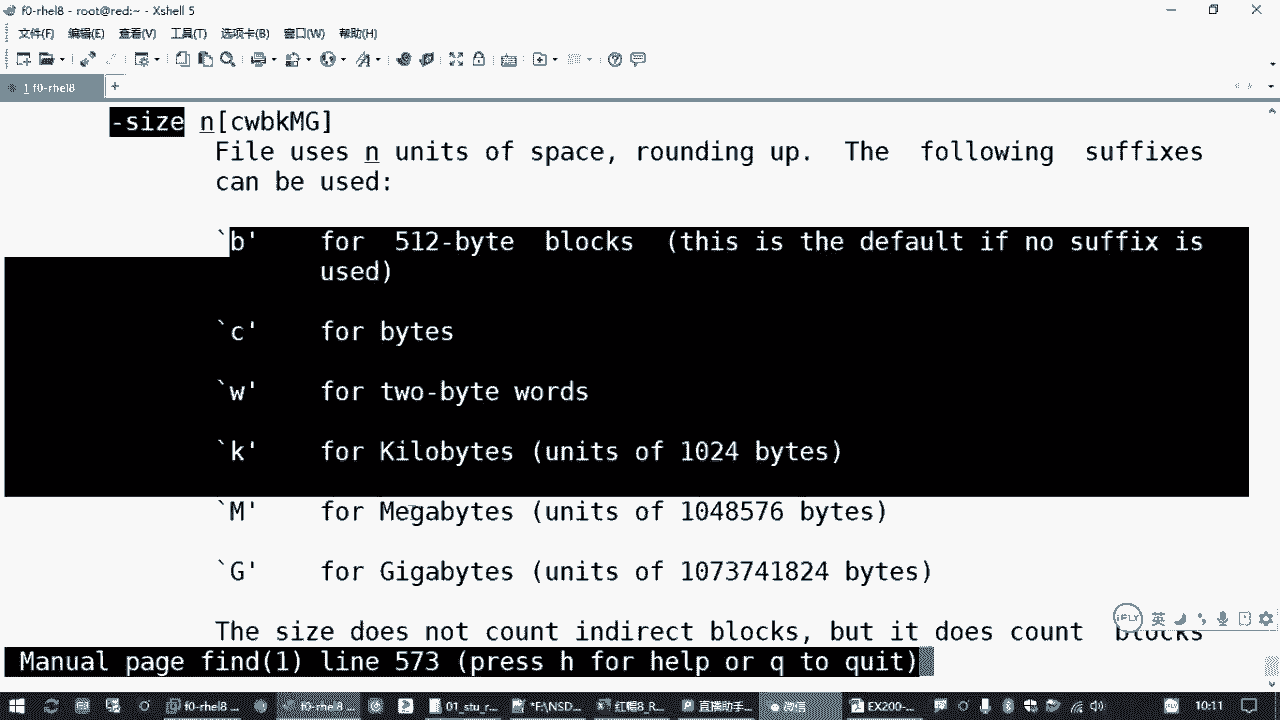 f0-rhel8 - root@red:~ - Xshell 5
文件(F) 编辑(E) 查看(V) 工具(T) 选项卡(B) 窗口(W) 帮助(H)
1 f0-rhel8 +
-size n[cwbkMG]
File uses n units of space, rounding up. The following suffixes
can be used:
`b' for 512-byte blocks (this is the default if no suffix is
used)
`c' for bytes
`w' for two-byte words
`k' for Kilobytes (units of 1024 bytes)
`M' for Megabytes (units of 1048576 bytes)
`G' for Gigabytes (units of 1073741824 bytes)
iFLY 英
The size does not count indirect blocks, but it does count blocks
Manual page find(1) line 573 (press h for help or q to quit)
f0-rhel8 ... f0-rhel8 ... 01_stu_r... *F:\NSD... 红帽8_R... 直播助手... 微信 EX200-... 10:11